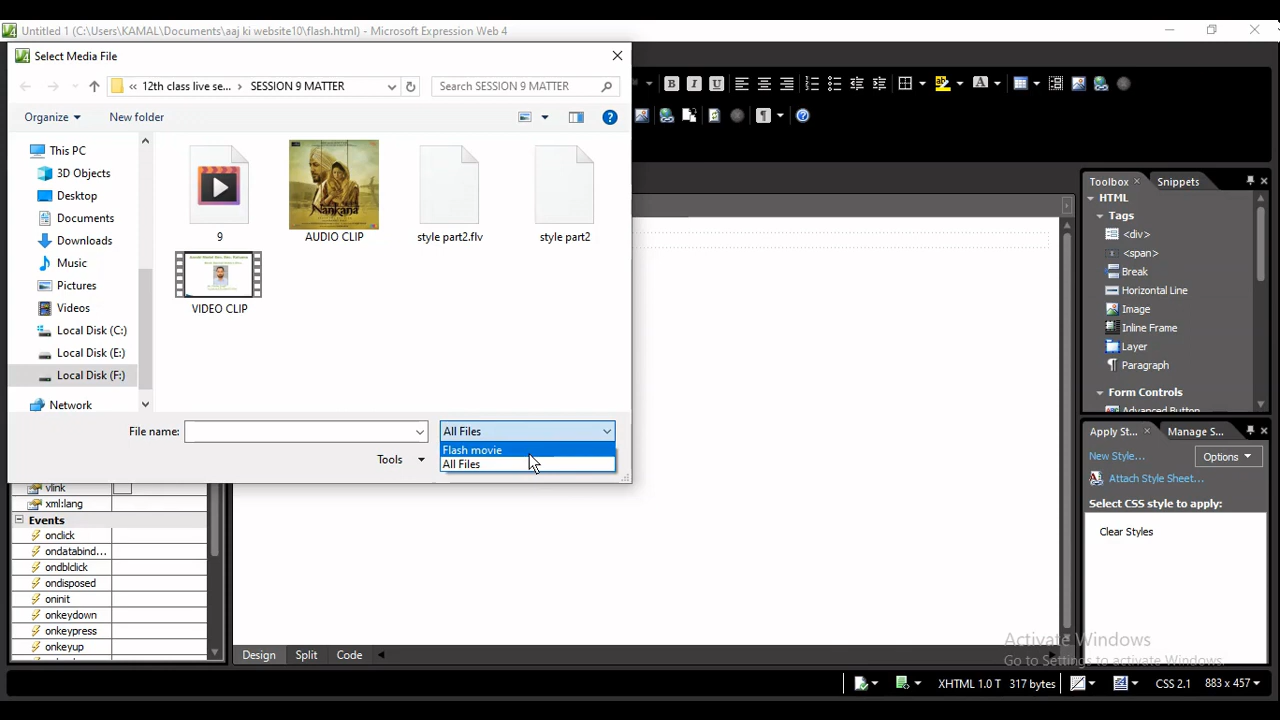 Untitled 1 (C:\Users\KAMAL\Documents\aaj ki website10\flash.html) - Microsoft Expression Web 4
Select Media File
12th class live se... › SESSION 9 MATTER
Search SESSION 9 MATTER
Organize
New folder
This PC
3D Objects
Desktop
Documents
Downloads
Music
Pictures
Videos
Local Disk (C:)
Local Disk (E:)
Local Disk (F:)
Network
9
Nankana
AUDIO CLIP
style part2.flv
style part2
VIDEO CLIP
File name:
All Files
Flash movie
All Files
Tools
vlink
xml:lang
Events
onclick
ondatabind...
ondblclick
ondisposed
oninit
onkeydown
onkeypress
onkeyup
Design
Split
Code
Toolbox
Snippets
HTML
Tags
<div>
<span>
Break
Horizontal Line
Image
Inline Frame
Layer
Paragraph
Form Controls
Advanced Button
Apply St...
Manage S...
New Style...
Options
Attach Style Sheet...
Select CSS style to apply:
Clear Styles
Activate Windows
Go to Settings to activate Windows.
XHTML 1.0 T
317 bytes
CSS 2.1
883 x 457